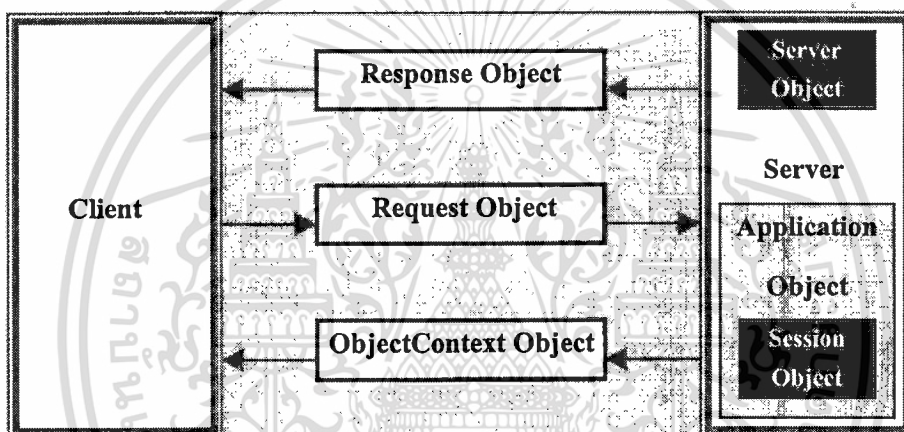 Client
Response Object
Request Object
ObjectContext Object
Server
Object
Server
Application
Object
Session
Object